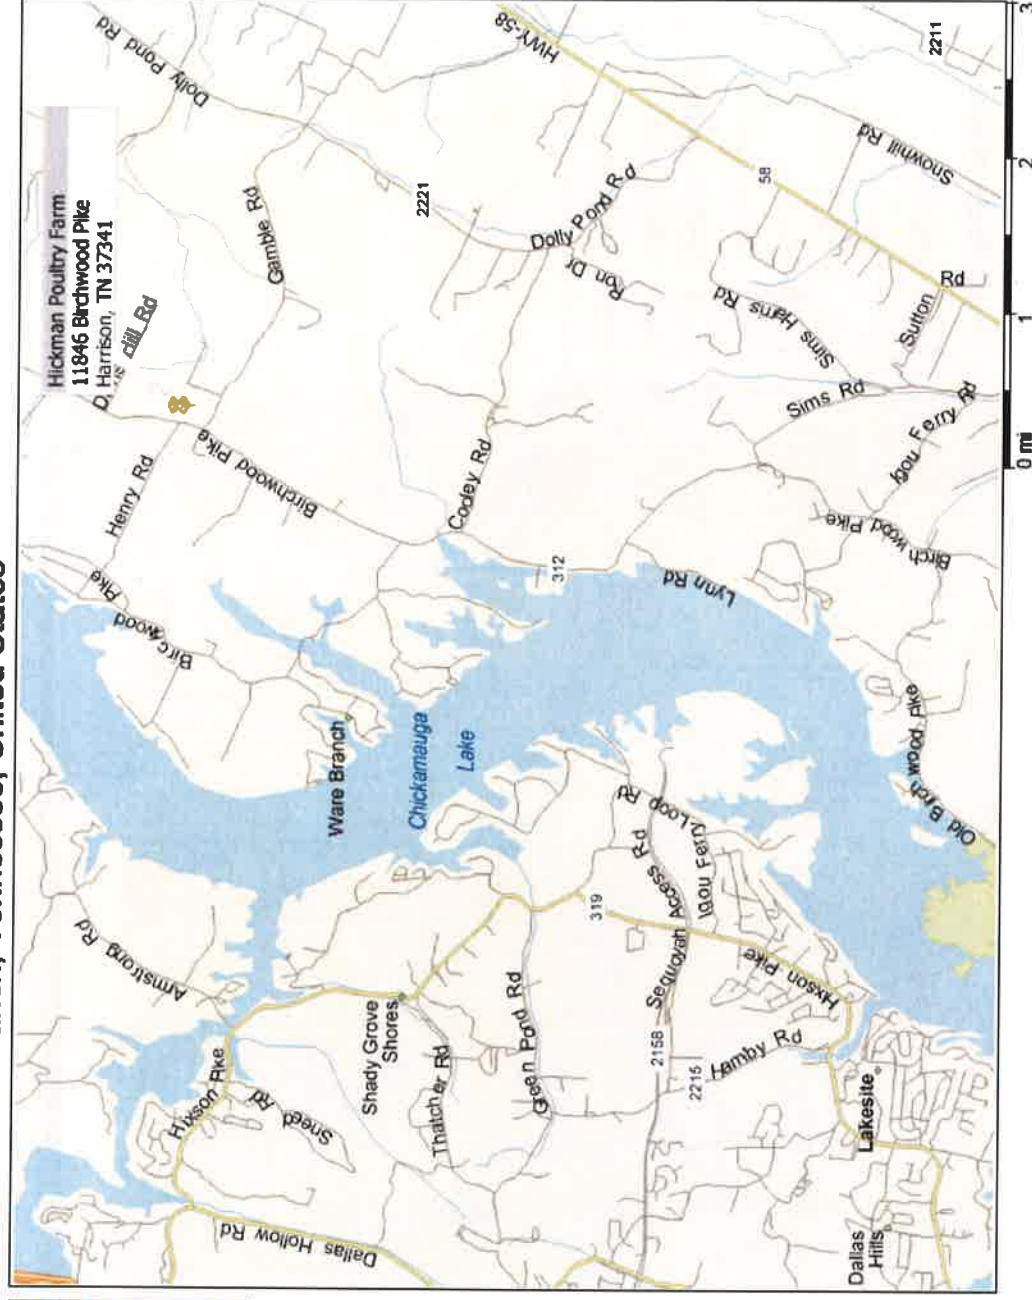 Hickman Poultry Farm
11846 Birchwood Pike
Harrison, TN 37341
Dolly Pond Rd
HWY-58
2211
Snowhill Rd
58
Gamble Rd
2221
Dolly Pond Rd
Ron Dr
Sims Harris Rd
Sutton Rd
Henry Rd
Birchwood Pike
Cooley Rd
Sims Rd
Igou Ferry Rd
Birchwood Pike
312
Lynn Rd
Birchwood Pike
Ware Branch
Chickamauga
Lake
Old Birchwood Pike
Armstrong Rd
Igou Ferry Loop Rd
Sequoyah Access Rd
319
Hixson Pike
Shady Grove
Shores
Thatcher Rd
Green Pond Rd
2158
2215
Hamby Rd
Hixson Pike
Sneed Rd
Lakesite
Dallas Hollow Rd
Dallas
Hills
0 mi
1
2
3